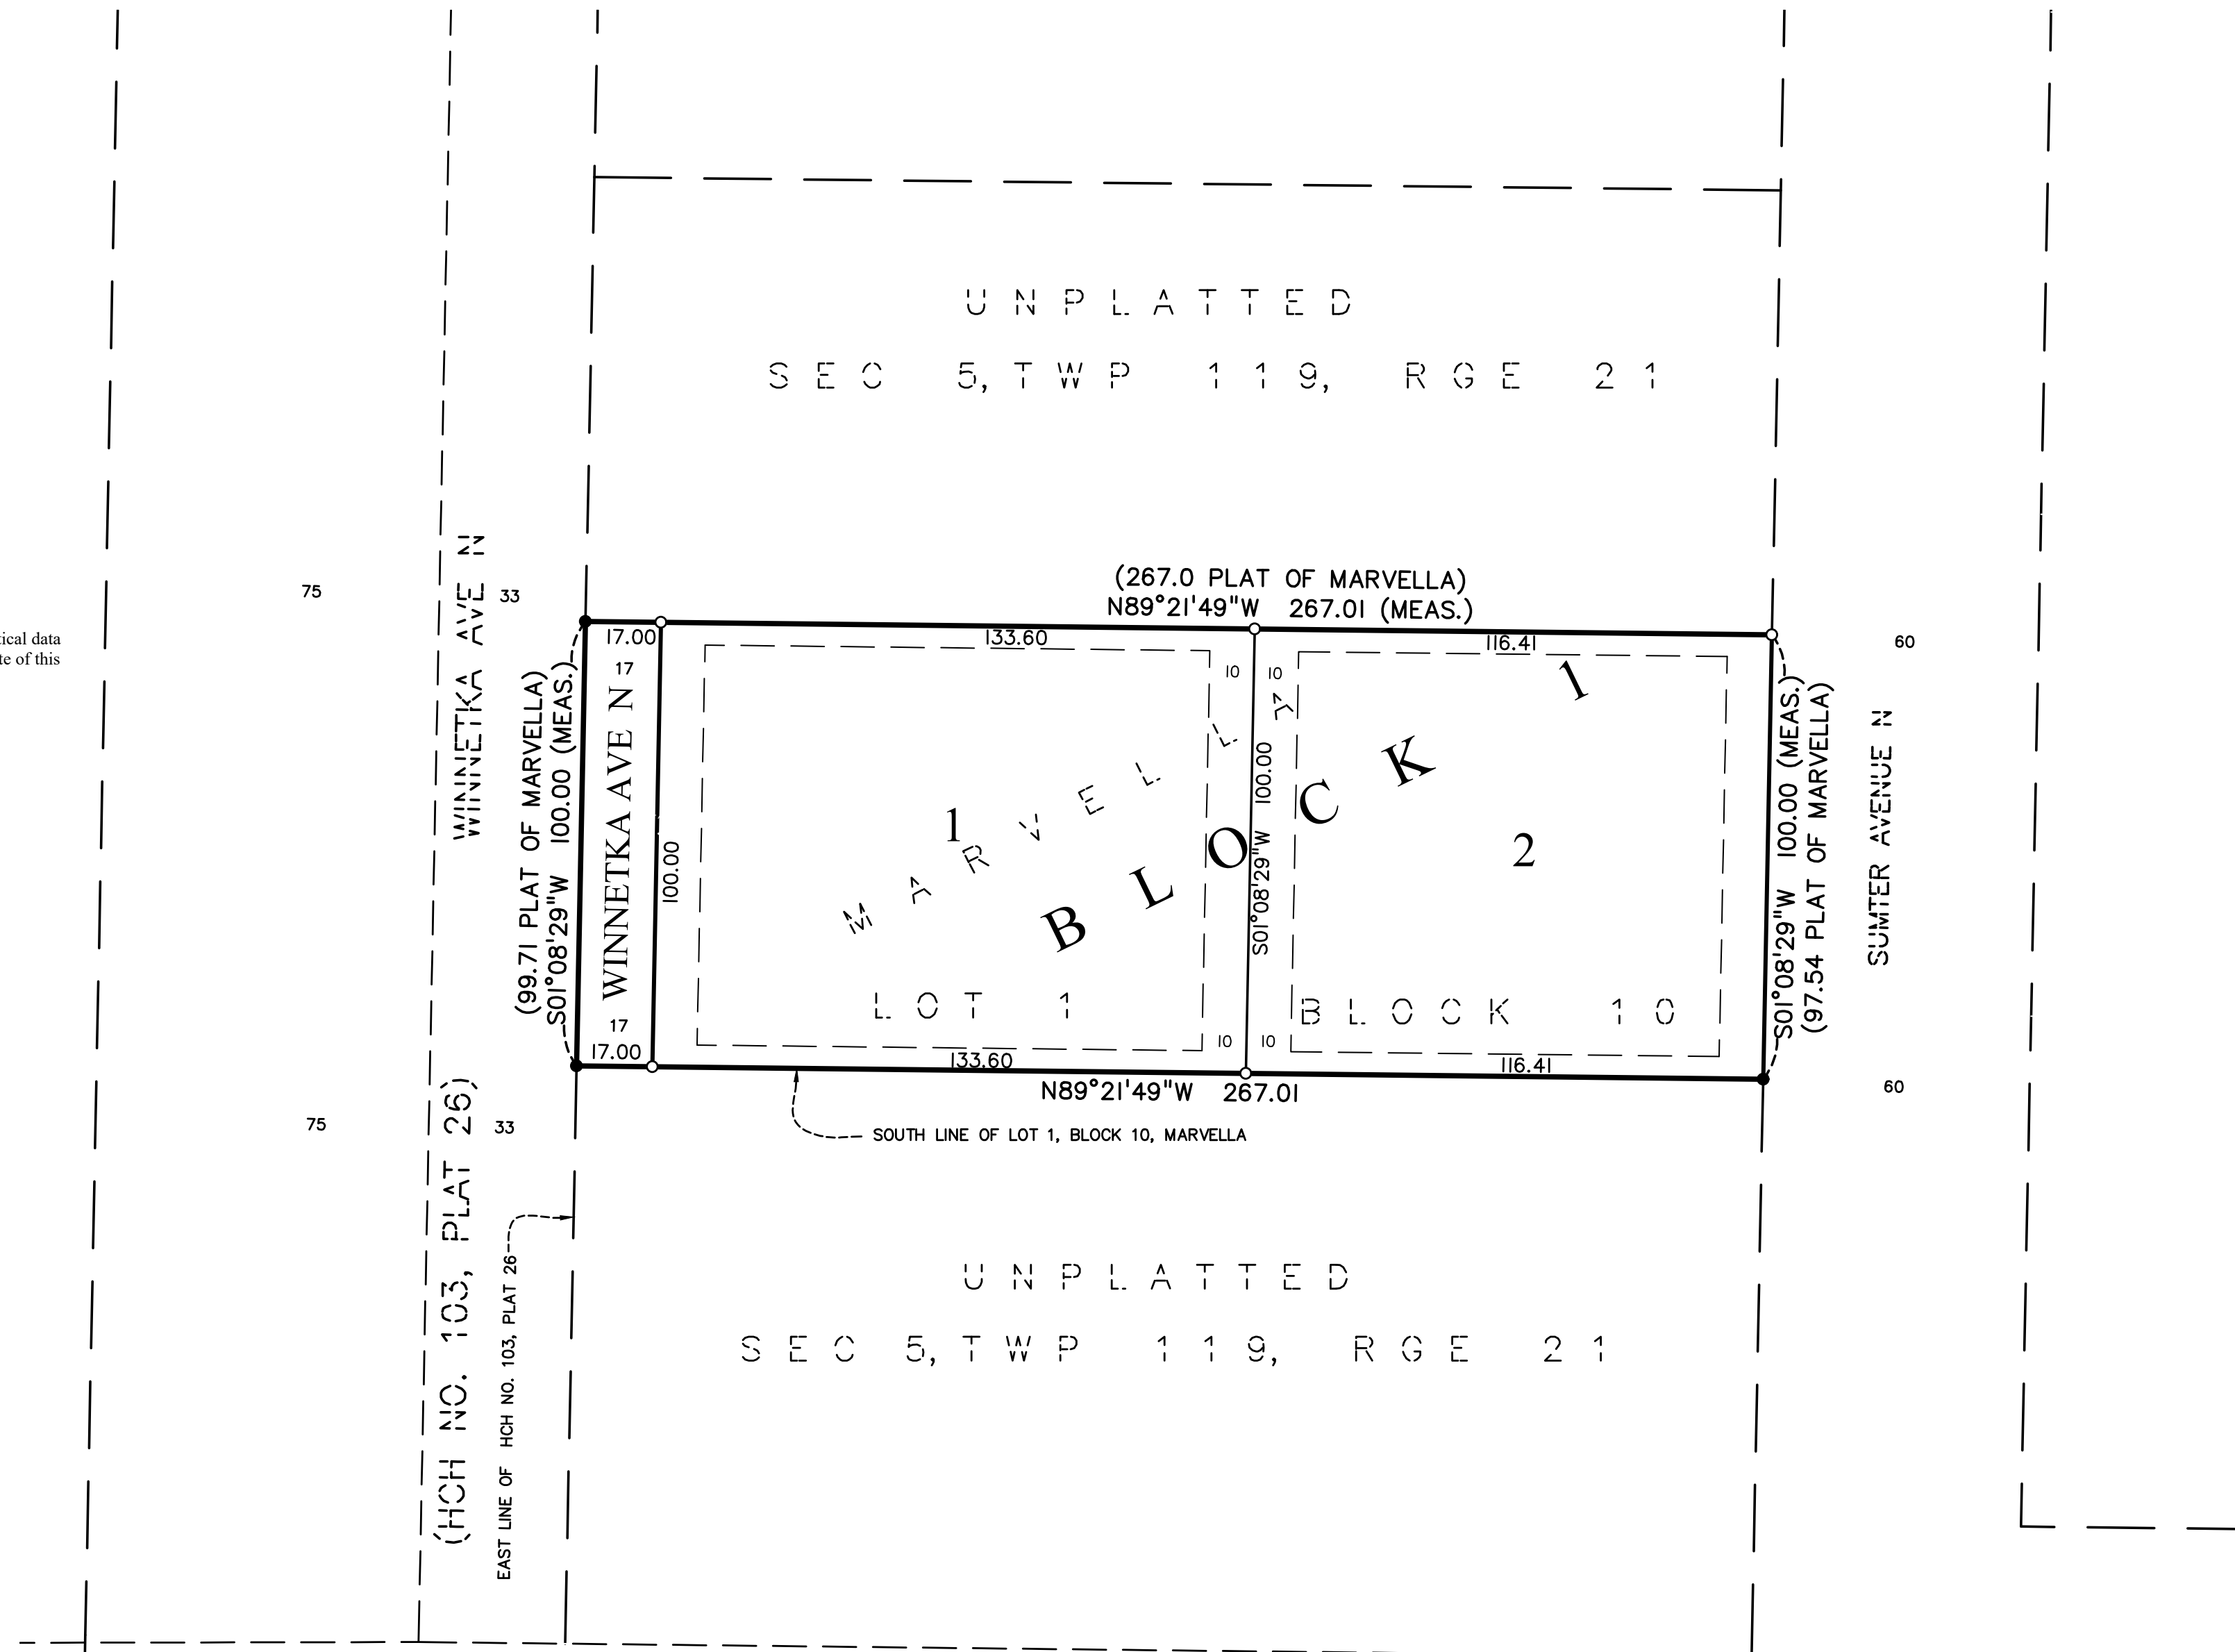 UNPLATTED
SEC 5, TWP 119, RGE 21
WINNETKA AVE N
75
33
tical data
te of this
(267.0 PLAT OF MARVELLA)
N89°21'49"W 267.01 (MEAS.)
17.00
133.60
116.41
60
17
10
10
1
(99.71 PLAT OF MARVELLA)
S01°08'29"W 100.00 (MEAS.)
WINNETKA AVE N
100.00
1
MARVELLA
BLOCK 1
S01°08'29"W 100.00
2
S01°08'29"W 100.00 (MEAS.)
(97.54 PLAT OF MARVELLA)
SUMTER AVENUE N
LOT 1 BLOCK 10
17
10
10
17.00
133.60
116.41
N89°21'49"W 267.01
60
75
33
SOUTH LINE OF LOT 1, BLOCK 10, MARVELLA
(HCH NO. 103, PLAT 26)
EAST LINE OF HCH NO. 103, PLAT 26
UNPLATTED
SEC 5, TWP 119, RGE 21